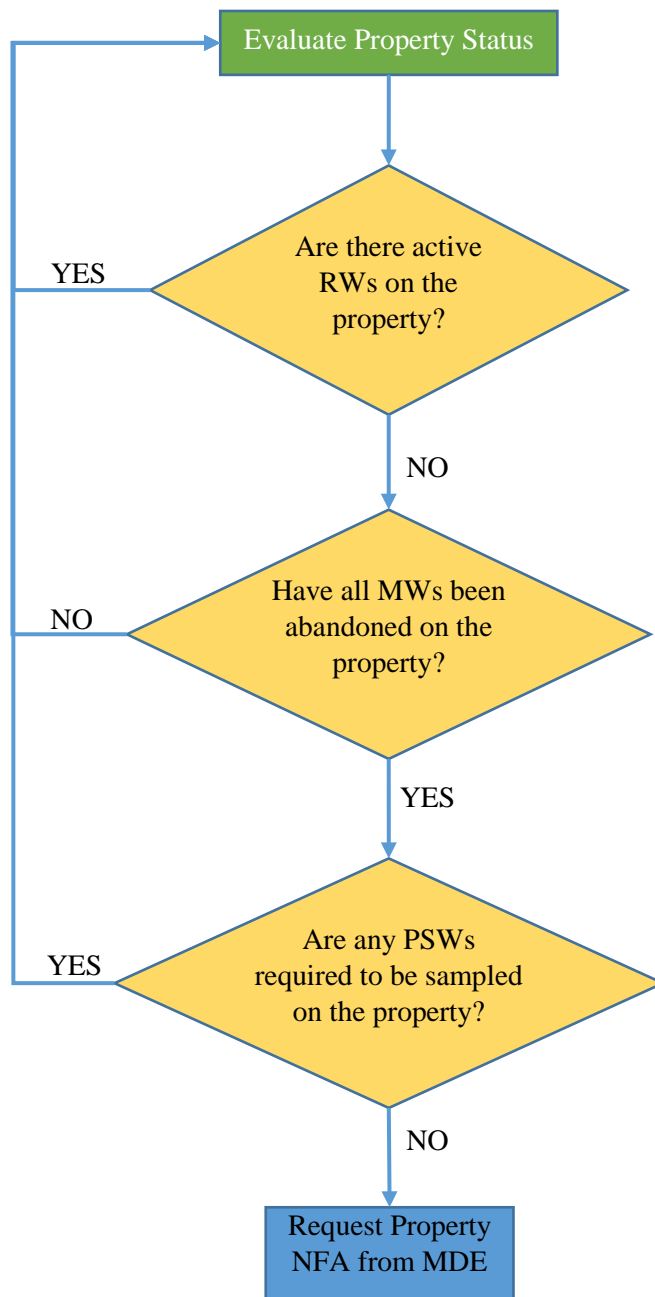 Evaluate Property Status
Are there active
RWs on the
property?
YES
NO
Have all MWs been
abandoned on the
property?
NO
YES
Are any PSWs
required to be sampled
on the property?
YES
NO
Request Property
NFA from MDE